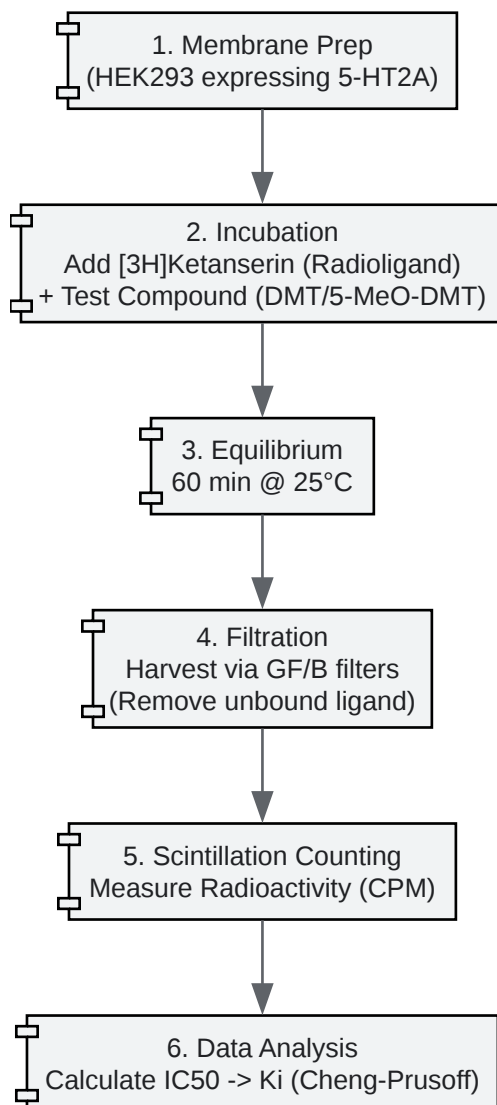 1. Membrane Prep
(HEK293 expressing 5-HT2A)
2. Incubation
Add [3H]Ketanserin (Radioligand)
+ Test Compound (DMT/5-MeO-DMT)
3. Equilibrium
60 min @ 25°C
4. Filtration
Harvest via GF/B filters
(Remove unbound ligand)
5. Scintillation Counting
Measure Radioactivity (CPM)
6. Data Analysis
Calculate IC50 -> Ki (Cheng-Prusoff)